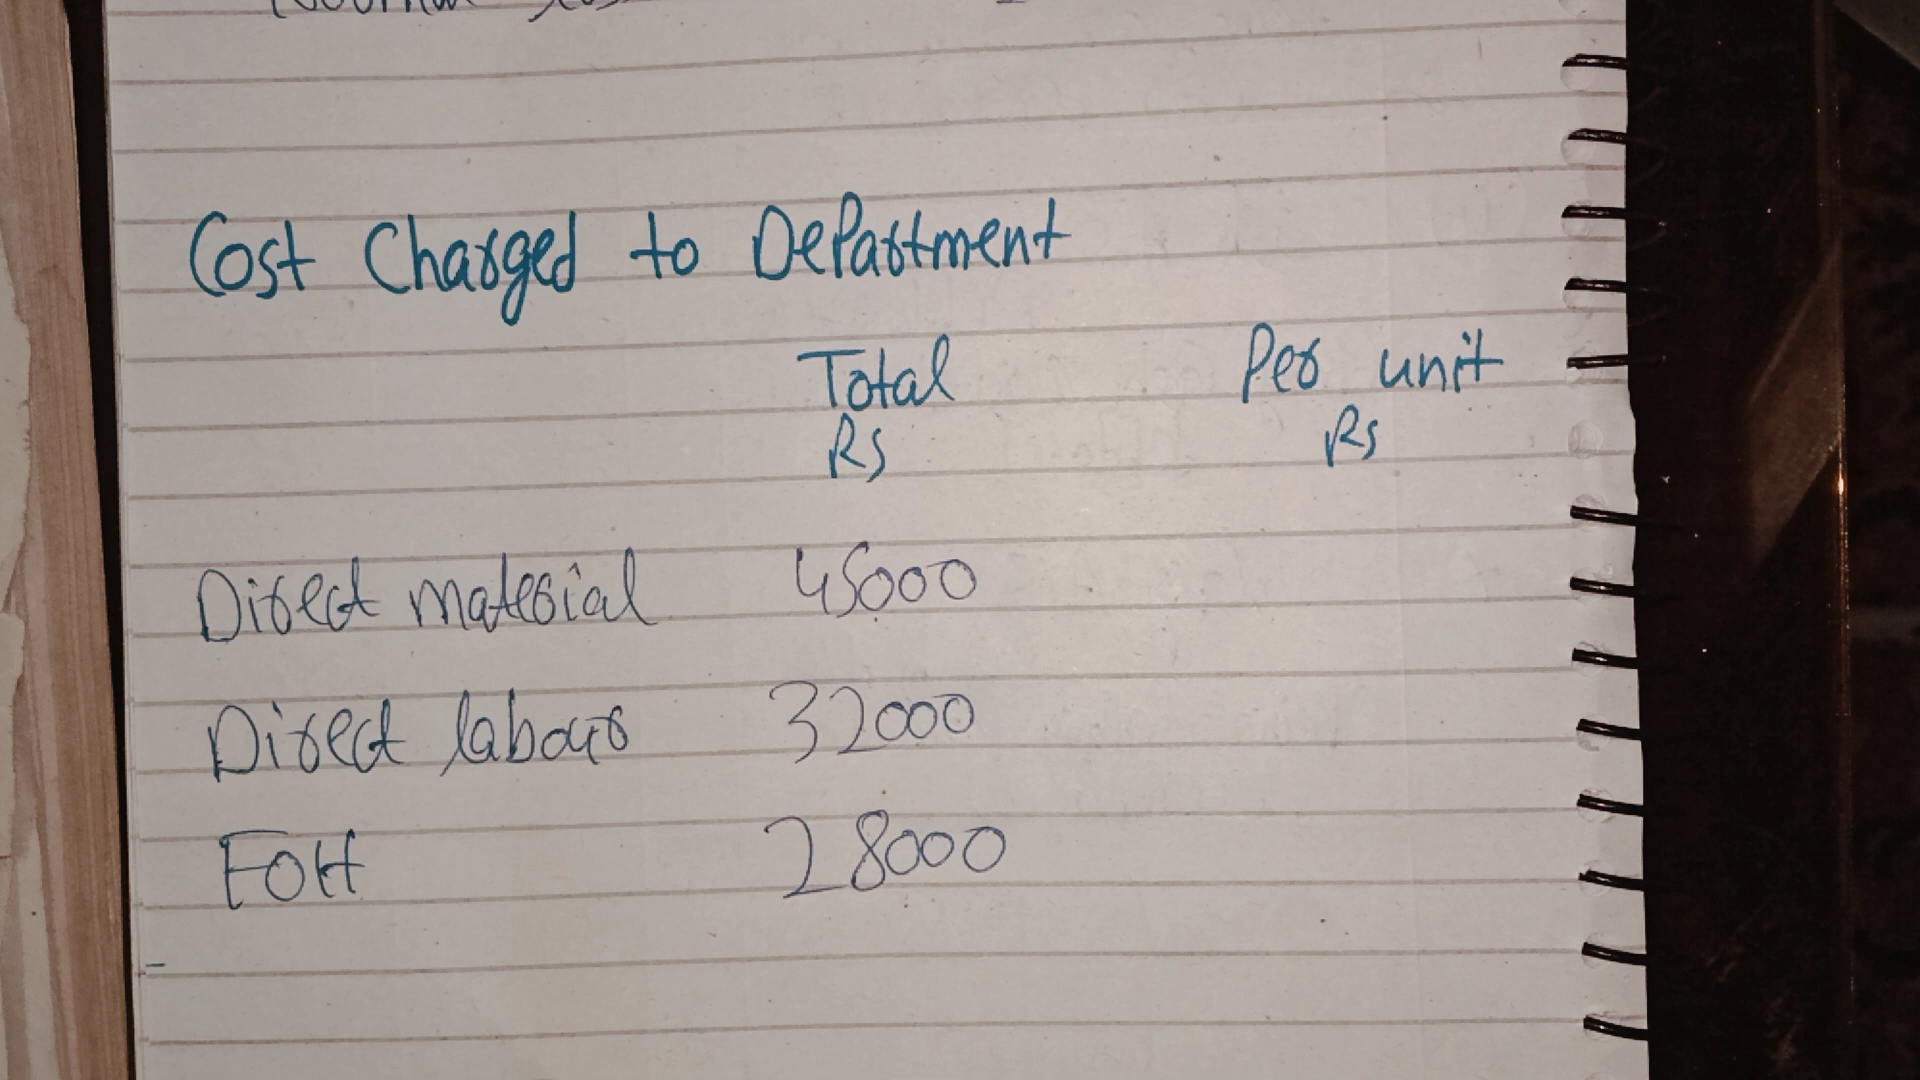 Cost Charged to Department
Total Per unit
Rs Rs
Direct material 45000
Direct labour 32000
FOH 28000